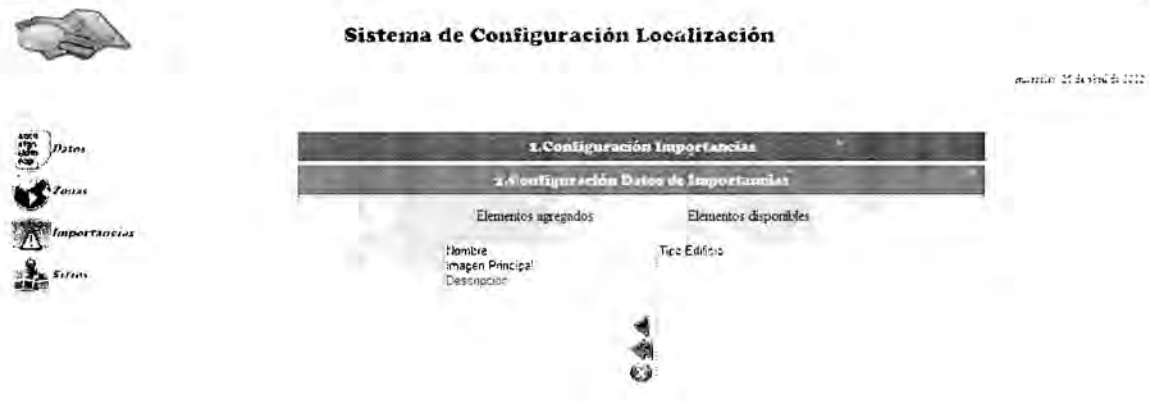 Sistema de Configuración Localización
Datos
Zonas
Importancias
Sitios
1.Configuración Importancias
2.Configuración Datos de Importancias
Elementos agregados
Elementos disponibles
Nombre
Imagen Principal
Descripcion
Tipo Edificio